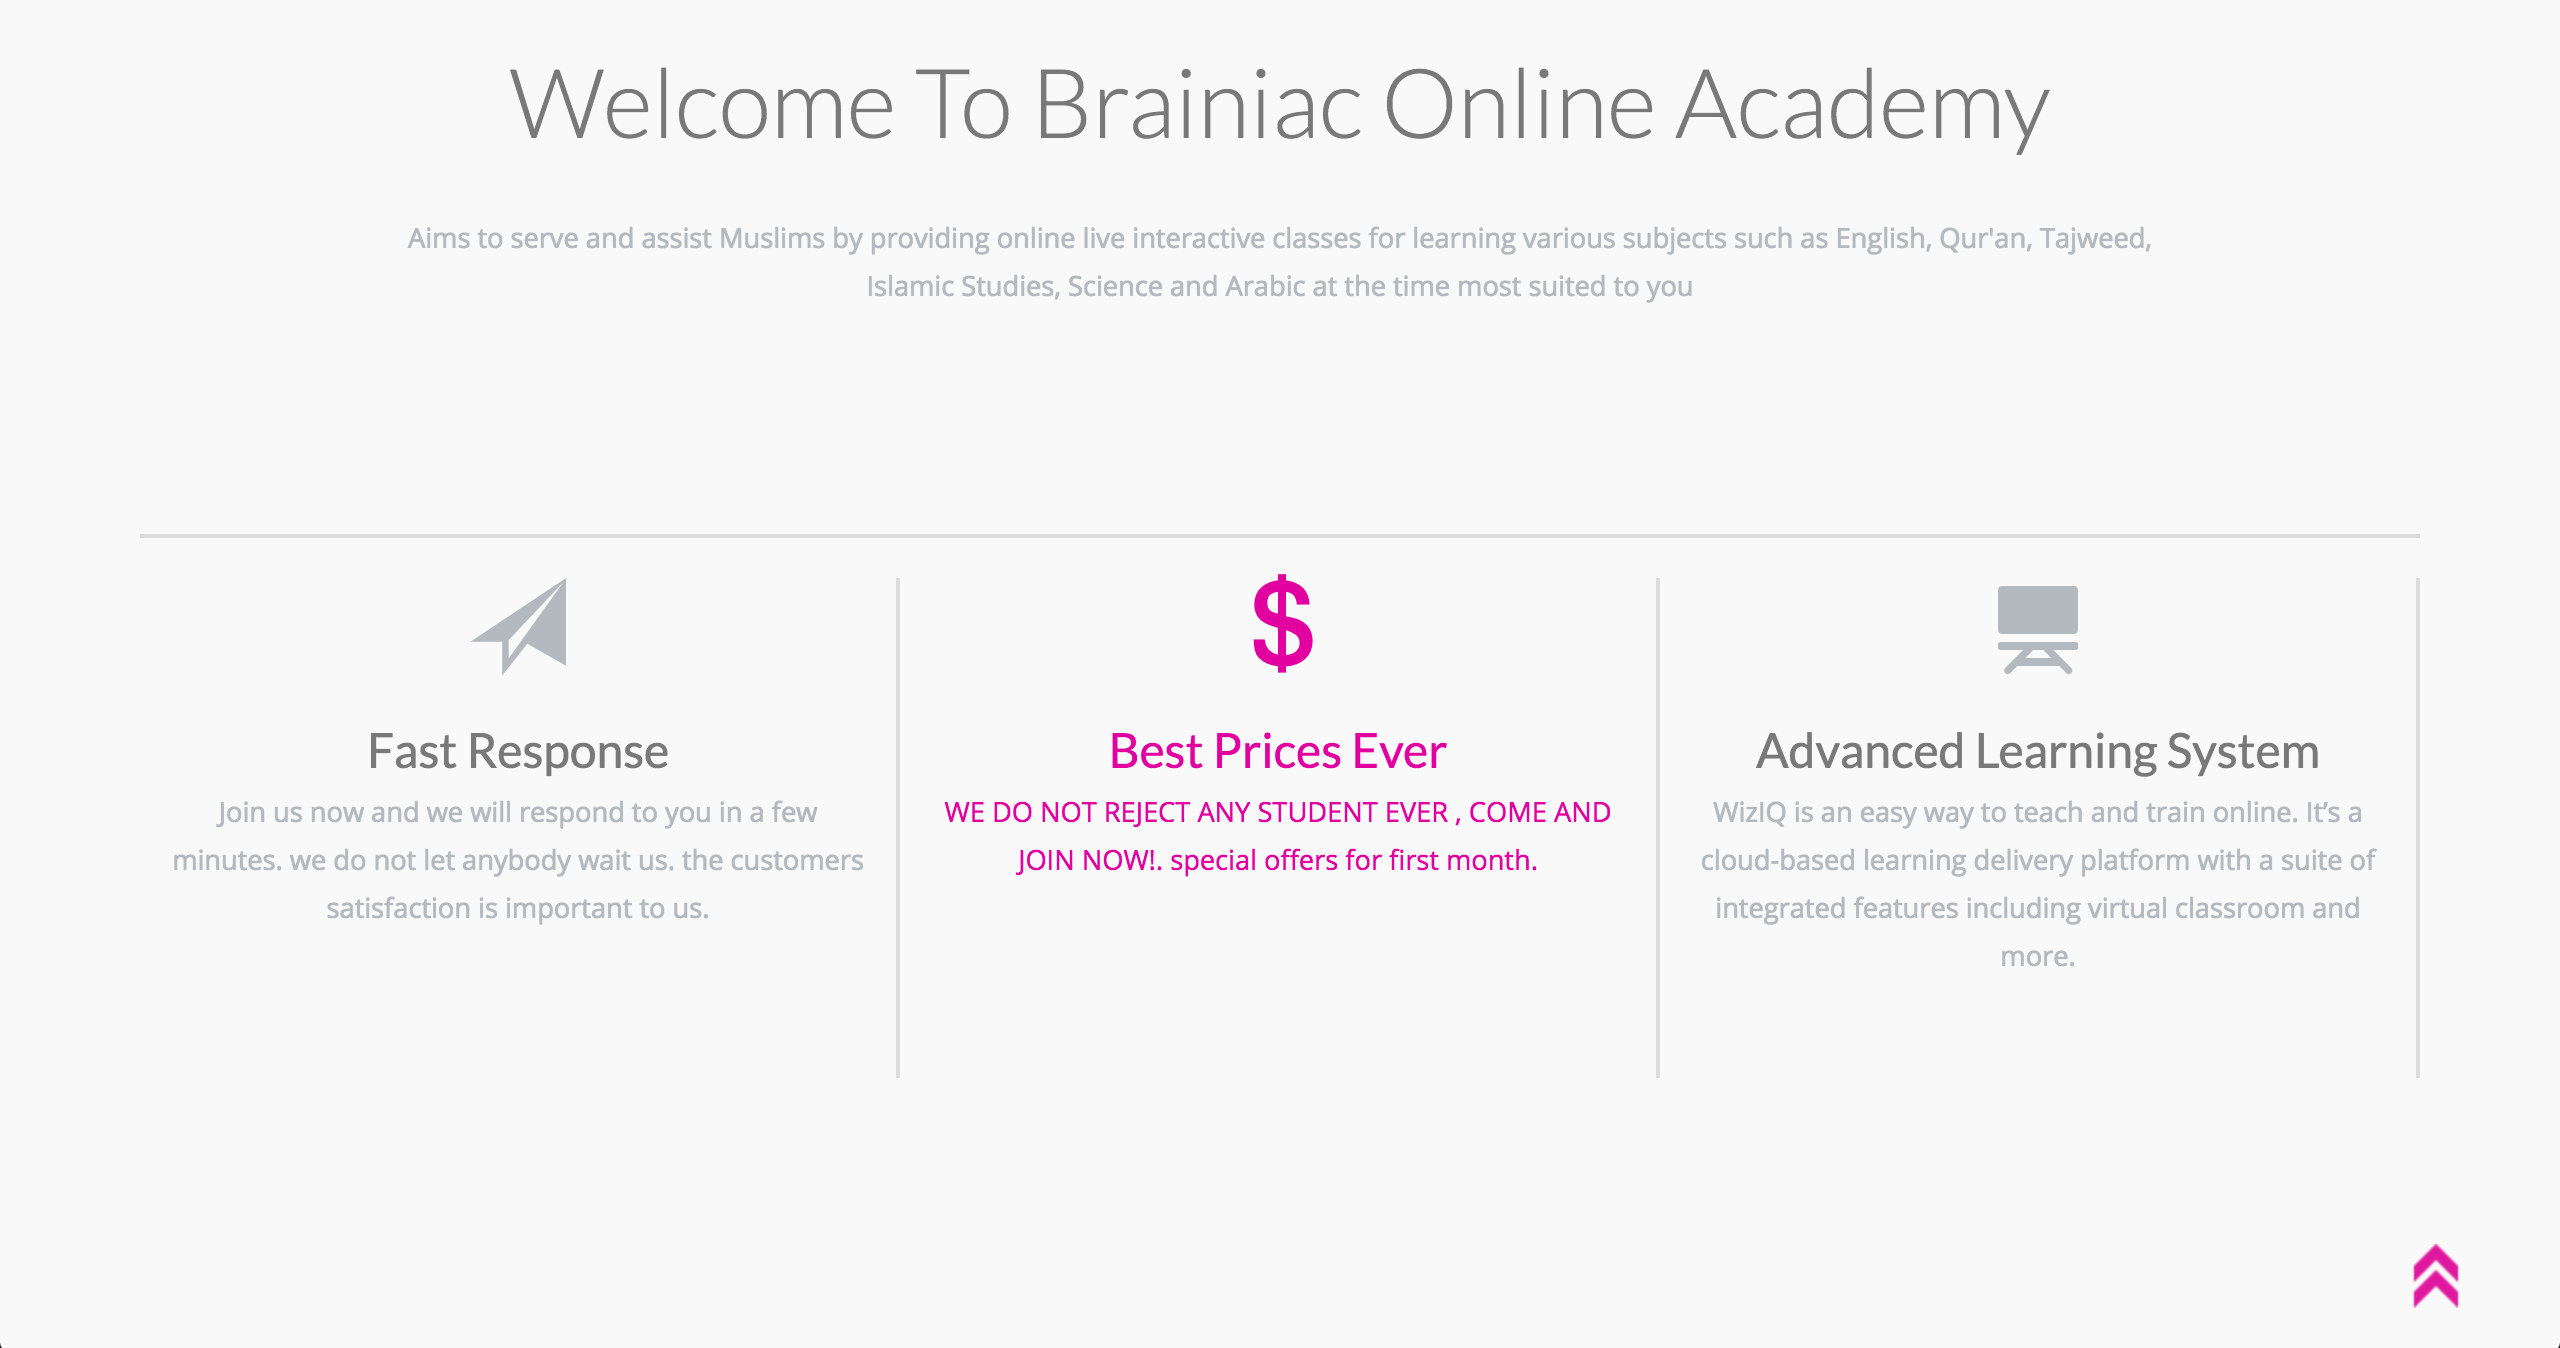 Welcome To Brainiac Online Academy
Aims to serve and assist Muslims by providing online live interactive classes for learning various subjects such as English, Qur'an, Tajweed,
Islamic Studies, Science and Arabic at the time most suited to you
Fast Response
Join us now and we will respond to you in a few
minutes. we do not let anybody wait us. the customers
satisfaction is important to us.
$
Best Prices Ever
WE DO NOT REJECT ANY STUDENT EVER , COME AND
JOIN NOW!. special offers for first month.
Advanced Learning System
WizIQ is an easy way to teach and train online. It’s a
cloud-based learning delivery platform with a suite of
integrated features including virtual classroom and
more.